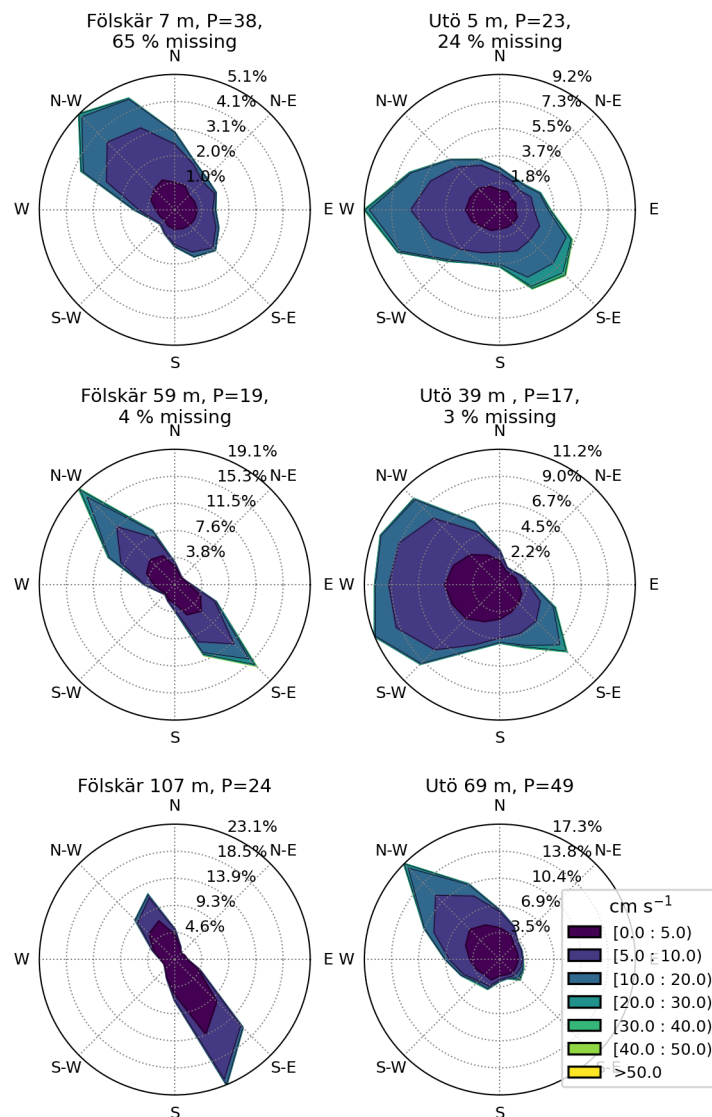 Fölskär 7 m, P=38,
65 % missing
N
5.1%
N-W
4.1%
N-E
3.1%
2.0%
1.0%
W
E
S-W
S-E
S
Utö 5 m, P=23,
24 % missing
N
9.2%
N-W
7.3%
N-E
5.5%
3.7%
1.8%
W
E
S-W
S-E
S
Fölskär 59 m, P=19,
4 % missing
N
19.1%
N-W
15.3%
N-E
11.5%
7.6%
3.8%
W
E
S-W
S-E
S
Utö 39 m , P=17,
3 % missing
N
11.2%
N-W
9.0%
N-E
6.7%
4.5%
2.2%
W
E
S-W
S-E
S
Fölskär 107 m, P=24
N
23.1%
N-W
18.5%
N-E
13.9%
9.3%
4.6%
W
E
S-W
S-E
S
Utö 69 m, P=49
N
17.3%
N-W
13.8%
N-E
10.4%
6.9%
3.5%
W
E
S-W
S-E
S
cm s⁻¹
[0.0 : 5.0)
[5.0 : 10.0)
[10.0 : 20.0)
[20.0 : 30.0)
[30.0 : 40.0)
[40.0 : 50.0)
>50.0